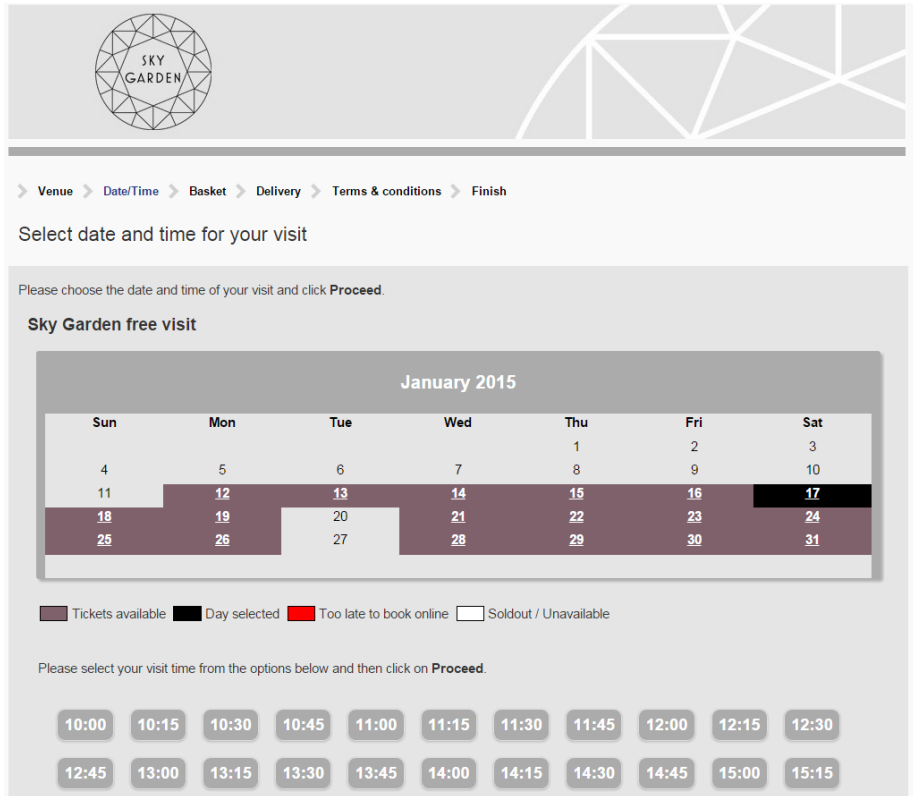 SKY
GARDEN
Venue Date/Time Basket Delivery Terms & conditions Finish
Select date and time for your visit
Please choose the date and time of your visit and click Proceed.
Sky Garden free visit
January 2015
Sun Mon Tue Wed Thu Fri Sat
1 2 3
4 5 6 7 8 9 10
11 12 13 14 15 16 17
18 19 20 21 22 23 24
25 26 27 28 29 30 31
Tickets available Day selected Too late to book online Soldout / Unavailable
Please select your visit time from the options below and then click on Proceed.
10:00 10:15 10:30 10:45 11:00 11:15 11:30 11:45 12:00 12:15 12:30
12:45 13:00 13:15 13:30 13:45 14:00 14:15 14:30 14:45 15:00 15:15